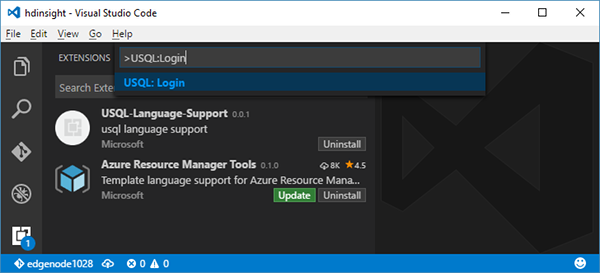 hdinsight - Visual Studio Code
File Edit View Go Help
EXTENSIONS
>USQL:Login
USQL: Login
Search Exte
USQL-Language-Support 0.0.1
usql language support
Microsoft Uninstall
Azure Resource Manager Tools 0.1.0 8K ★ 4.5
Template language support for Azure Resource Mana...
Microsoft Update Uninstall
1
edgenode1028 0 0